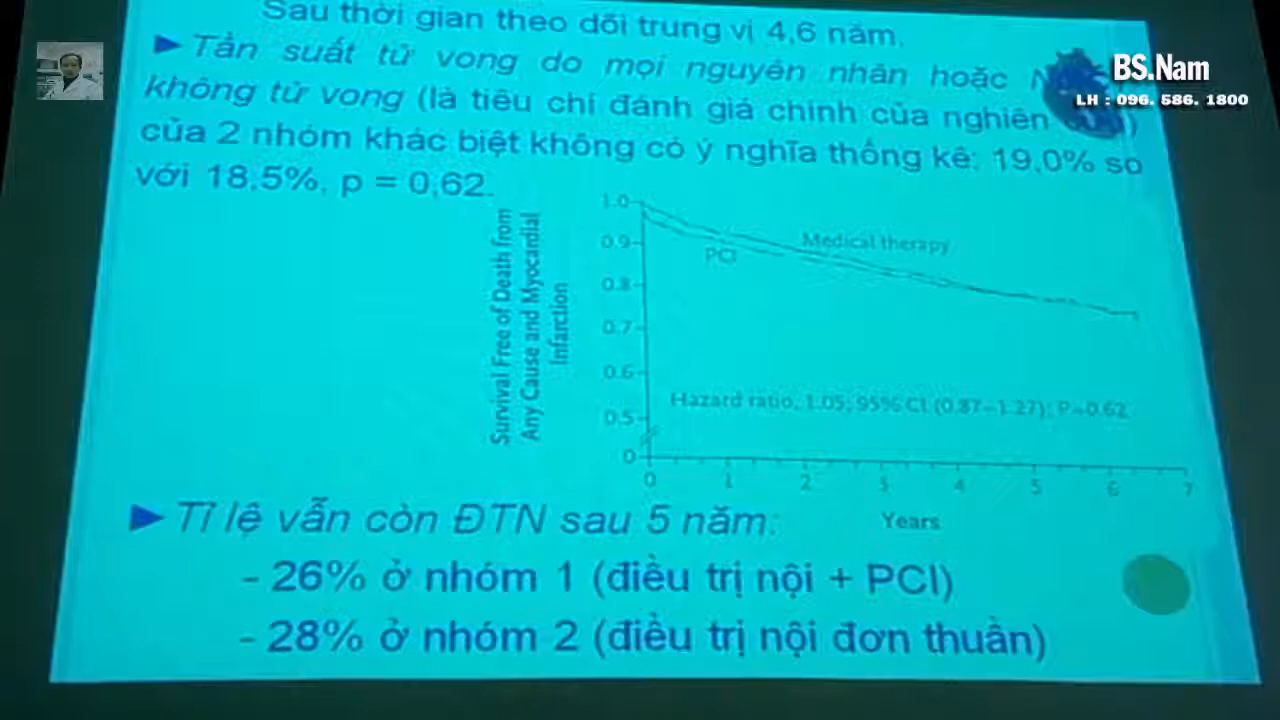 Sau thời gian theo dõi trung vị 4,6 năm.
► Tần suất tử vong do mọi nguyên nhân hoặc
không tử vong (là tiêu chí đánh giá chính của nghiên
của 2 nhóm khác biệt không có ý nghĩa thống kê: 19,0% so
với 18,5%, p = 0,62.
BS.Nam
LH : 096. 586. 1800
Survival Free of Death from
Any Cause and Myocardial
Infarction
1.0
0.9
0.8
0.7
0.6
0.5
0
Medical therapy
PCI
Hazard ratio, 1.05; 95% CI (0.87–1.27); P=0.62
0 1 2 3 4 5 6 7
Years
► Tỉ lệ vẫn còn ĐTN sau 5 năm:
- 26% ở nhóm 1 (điều trị nội + PCI)
- 28% ở nhóm 2 (điều trị nội đơn thuần)